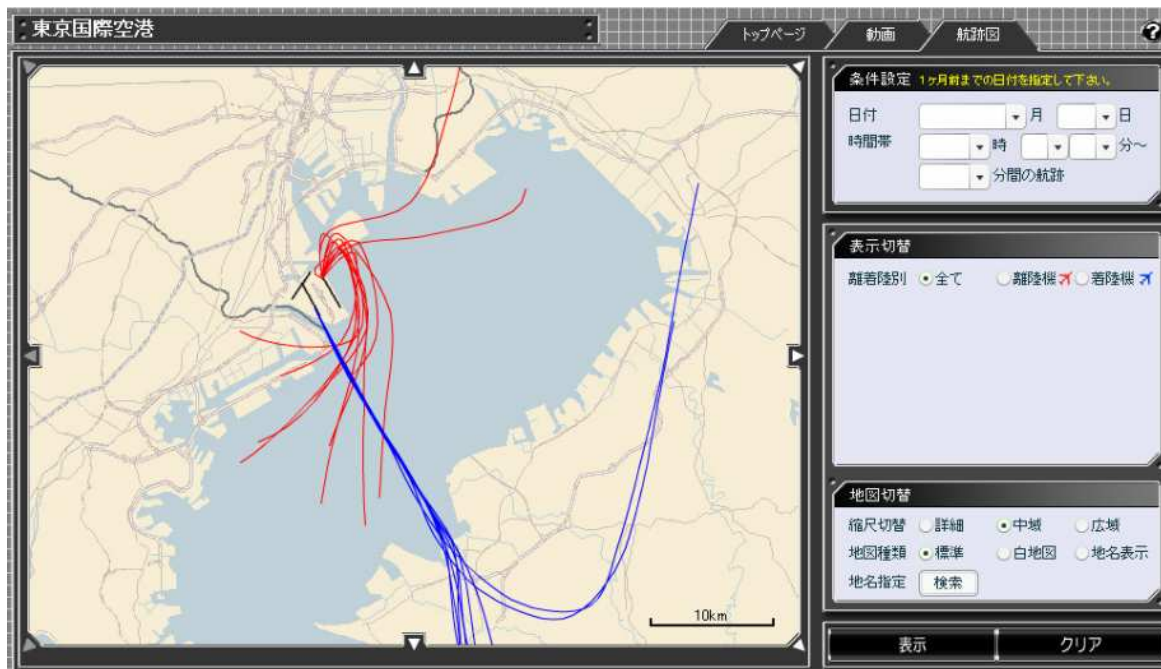 東京国際空港
トップページ 動画 航跡図 ?
条件設定 1ヶ月前までの日付を指定して下さい。
日付 月 日
時間帯 時 分～
分間の航跡
表示切替
離着陸別 全て 離陸機 着陸機
地図切替
縮尺切替 詳細 中域 広域
地図種類 標準 白地図 地名表示
地名指定 検索
10km
表示 クリア